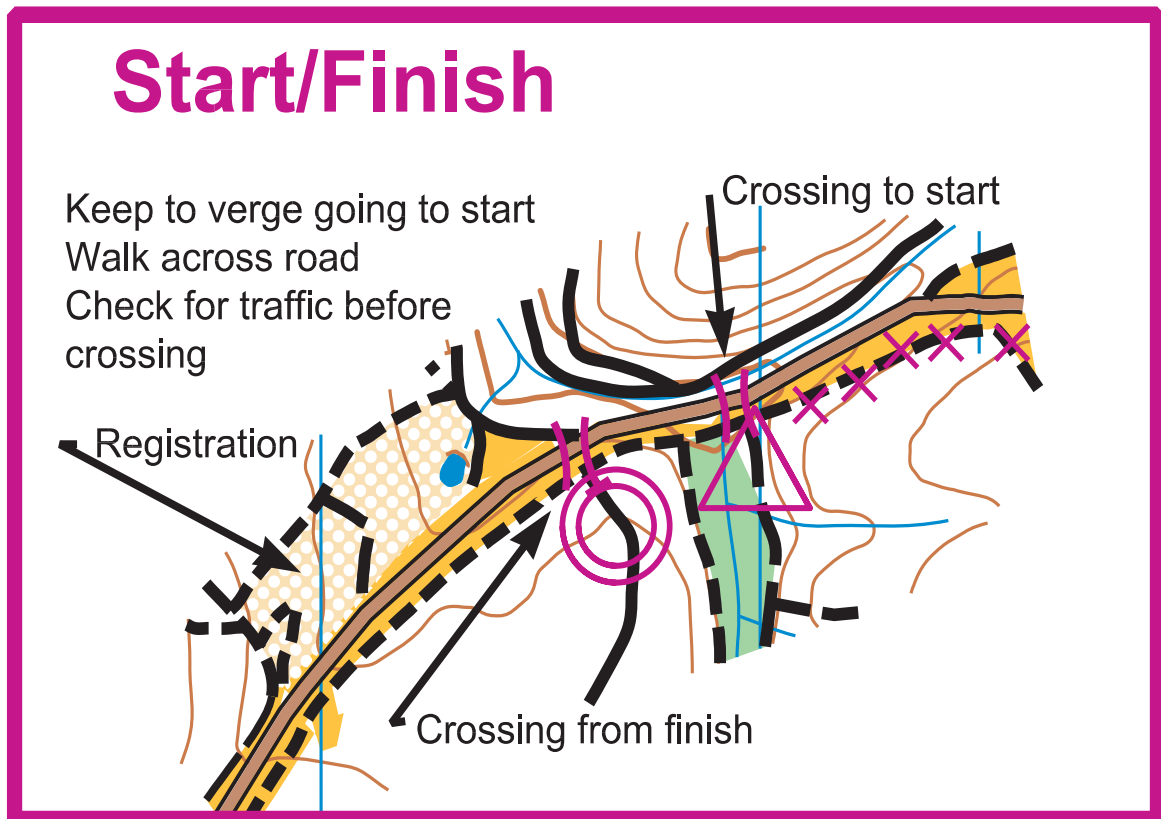 Start/Finish
Keep to verge going to start
Walk across road
Check for traffic before
crossing
Crossing to start
Registration
Crossing from finish